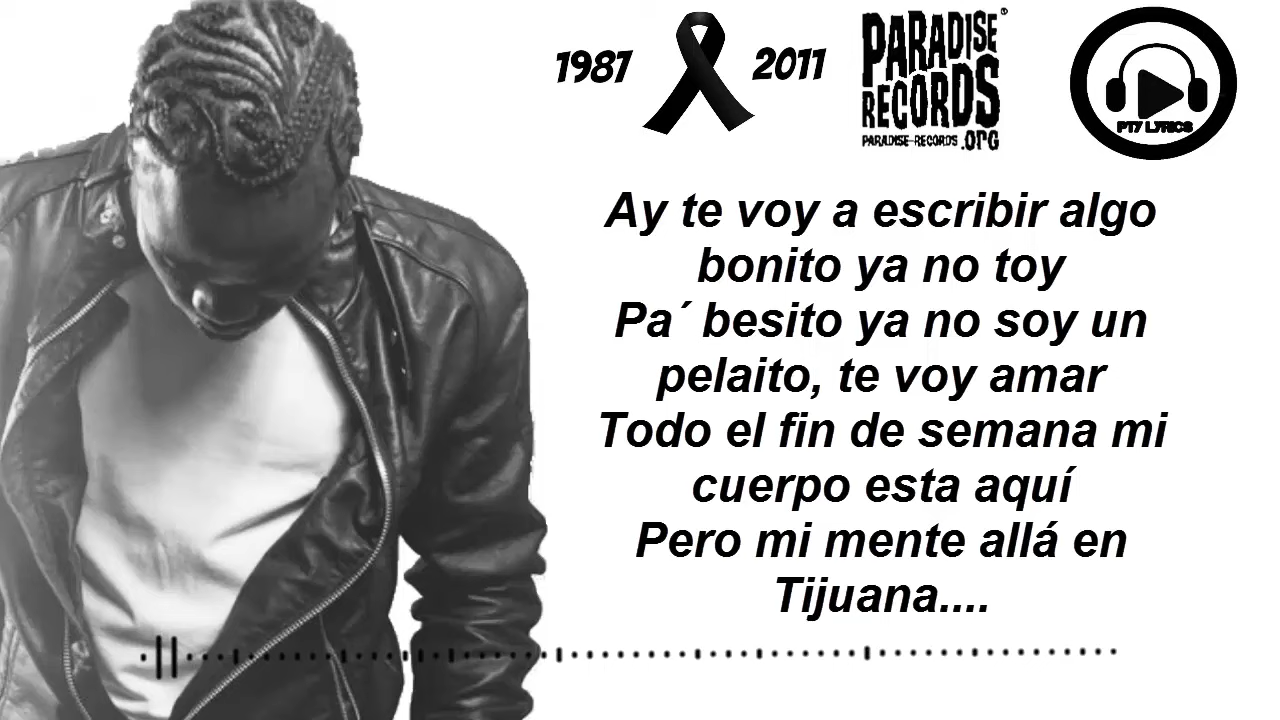 1987
2011
PARADISE
RECORDS
PARADISE-RECORDS.org
PTY LYRICS
Ay te voy a escribir algo
bonito ya no toy
Pa´ besito ya no soy un
pelaito, te voy amar
Todo el fin de semana mi
cuerpo esta aquí
Pero mi mente allá en
Tijuana....